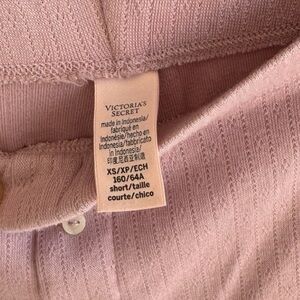 VICTORIA'S
SECRET
made in Indonesia/
fabriqué en
Indonésie/hecho en
Indonesia/fabbricato
in Indonesia/
印度尼西亚制造
XS/XP/ECH
160/64A
short/taille
courte/chico